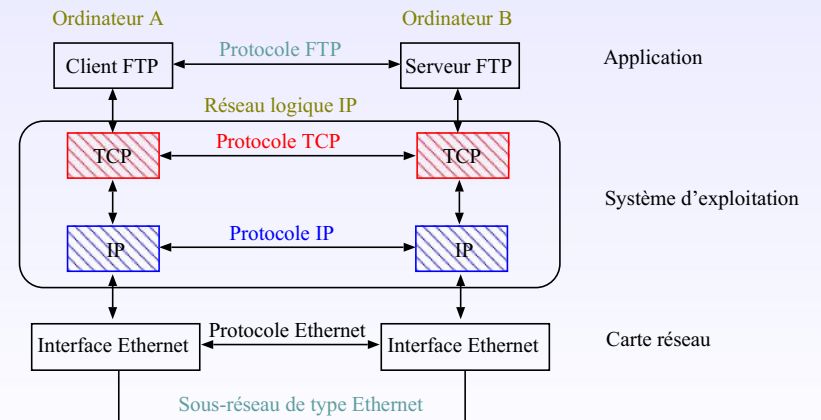 Ordinateur A
Ordinateur B
Client FTP
Protocole FTP
Serveur FTP
Application
Réseau logique IP
TCP
Protocole TCP
TCP
Système d'exploitation
IP
Protocole IP
IP
Interface Ethernet
Protocole Ethernet
Interface Ethernet
Carte réseau
Sous-réseau de type Ethernet